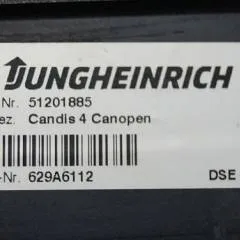 JUNGHEINRICH
Nr. 51201885
ez. Candis 4 Canopen
-Nr. 629A6112 DSE